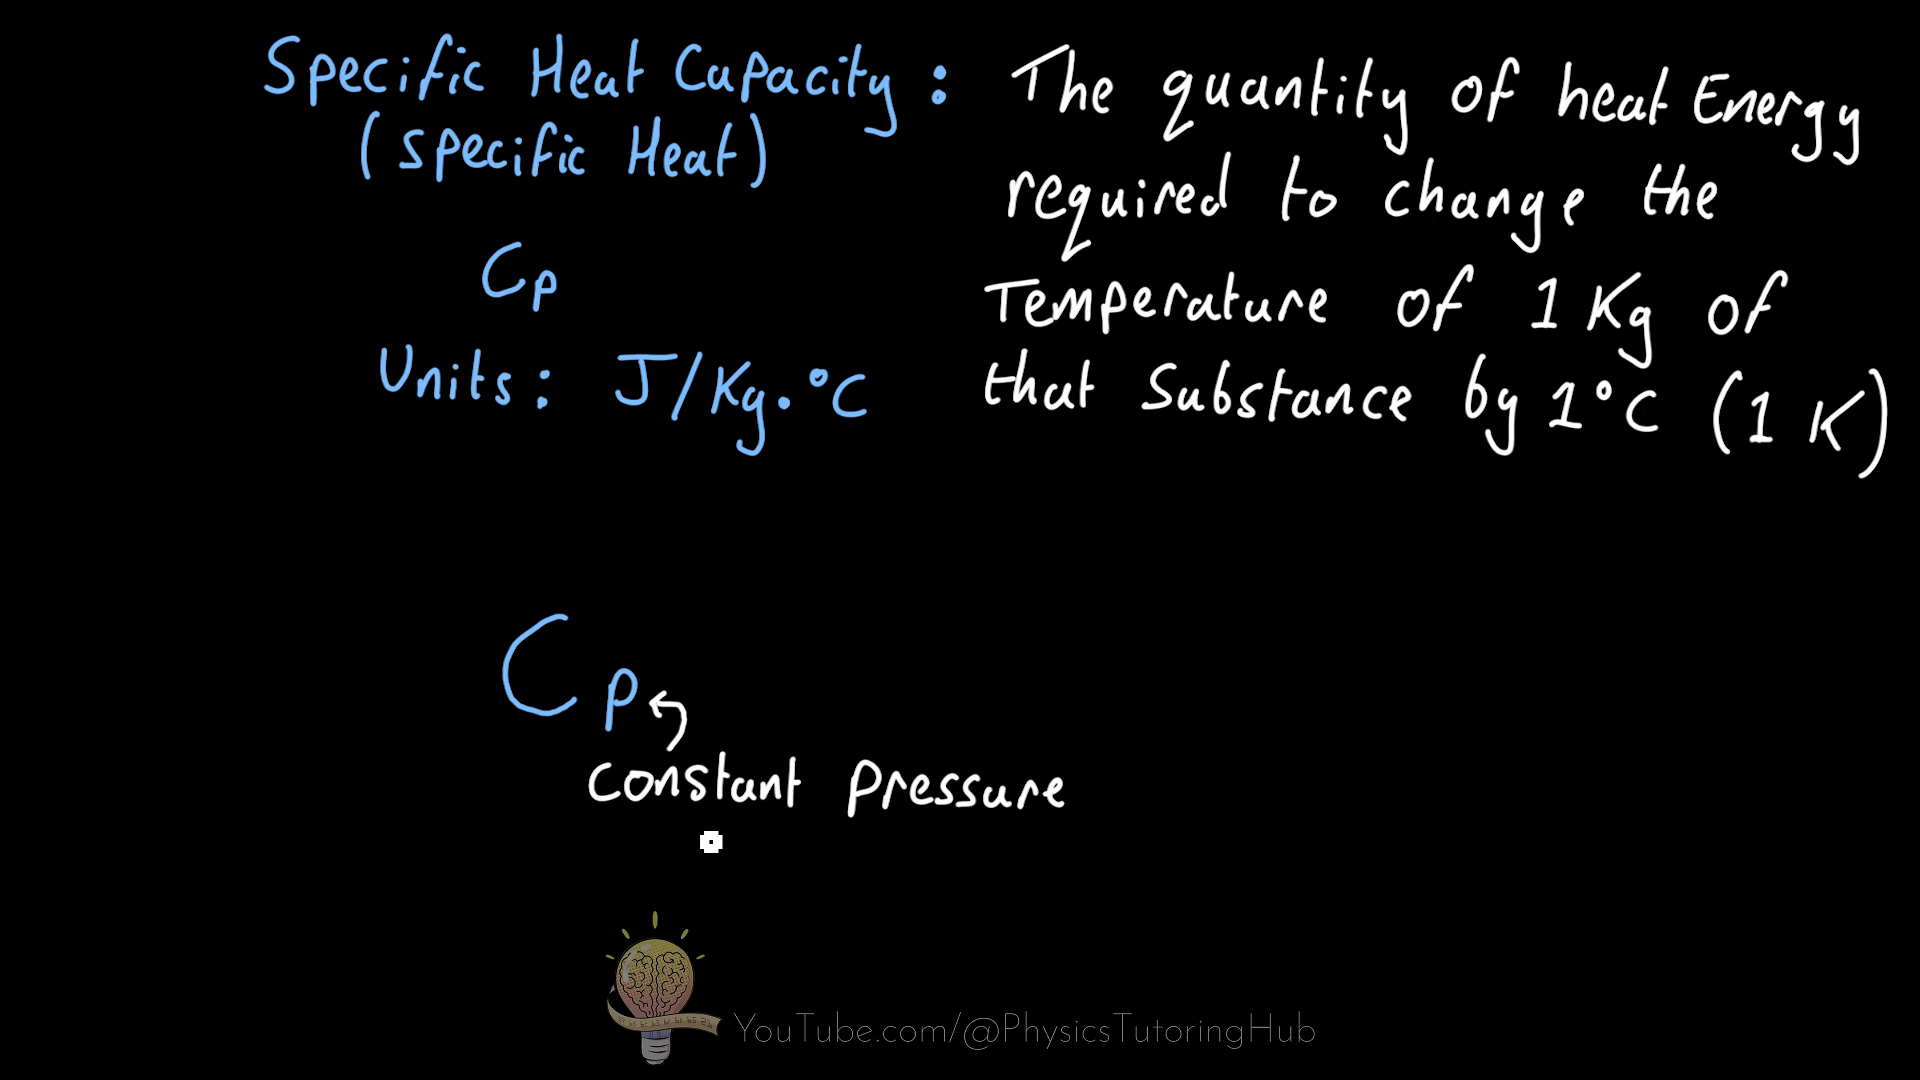 Specific Heat Capacity :
(Specific Heat)
Cp
Units: J/Kg.°C
The quantity of heat Energy
required to change the
Temperature of 1 Kg of
that Substance by 1°C (1 K)
Cp
Constant Pressure
YouTube.com/@PhysicsTutoringHub